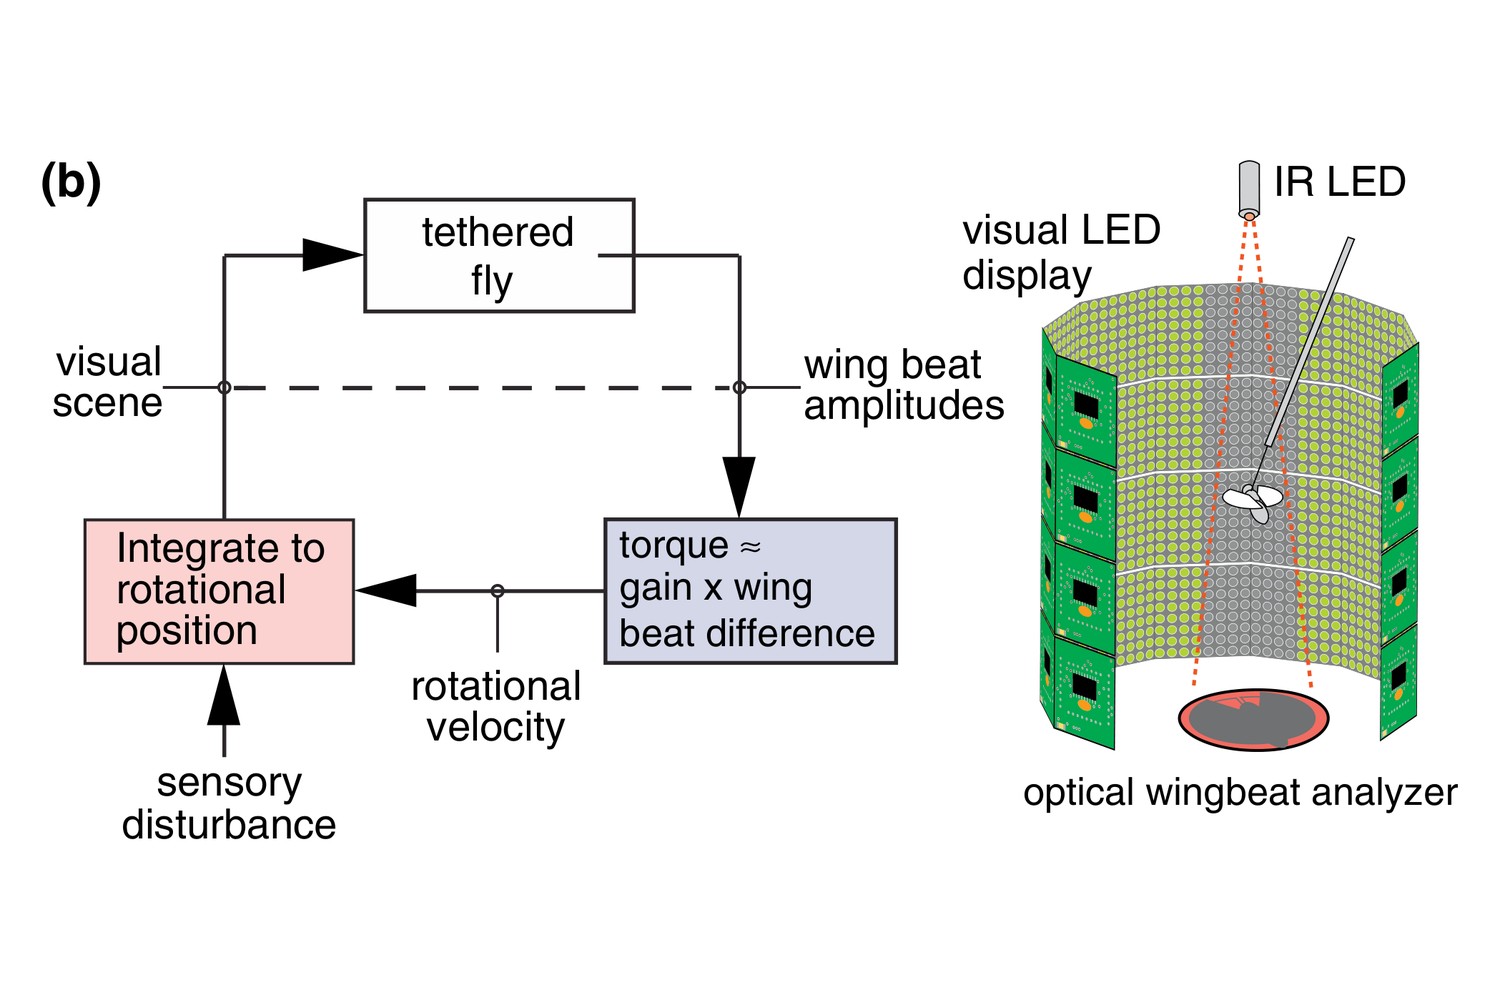 (b)
tethered
fly
visual
scene
wing beat
amplitudes
Integrate to
rotational
position
torque ≈
gain x wing
beat difference
rotational
velocity
sensory
disturbance
IR LED
visual LED
display
optical wingbeat analyzer